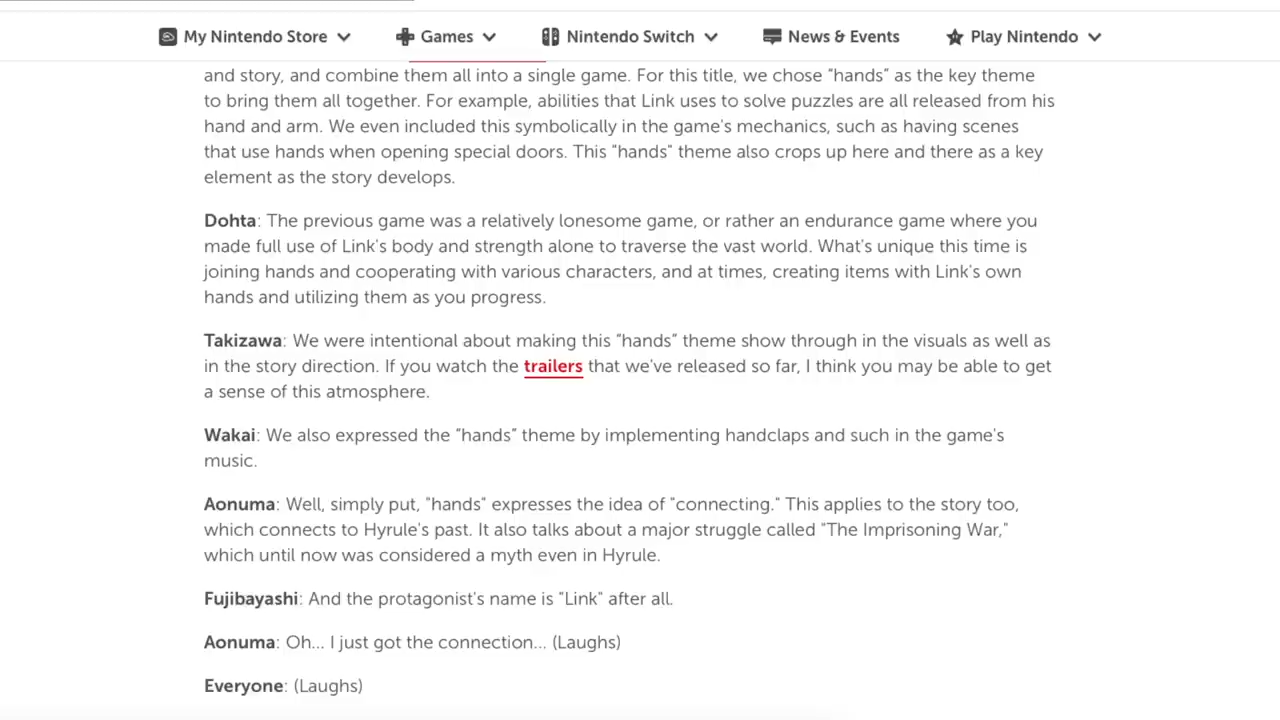 My Nintendo Store Games Nintendo Switch News & Events Play Nintendo
and story, and combine them all into a single game. For this title, we chose “hands” as the key theme
to bring them all together. For example, abilities that Link uses to solve puzzles are all released from his
hand and arm. We even included this symbolically in the game's mechanics, such as having scenes
that use hands when opening special doors. This "hands" theme also crops up here and there as a key
element as the story develops.
Dohta: The previous game was a relatively lonesome game, or rather an endurance game where you
made full use of Link's body and strength alone to traverse the vast world. What's unique this time is
joining hands and cooperating with various characters, and at times, creating items with Link's own
hands and utilizing them as you progress.
Takizawa: We were intentional about making this “hands” theme show through in the visuals as well as
in the story direction. If you watch the trailers that we've released so far, I think you may be able to get
a sense of this atmosphere.
Wakai: We also expressed the “hands” theme by implementing handclaps and such in the game's
music.
Aonuma: Well, simply put, "hands" expresses the idea of "connecting." This applies to the story too,
which connects to Hyrule's past. It also talks about a major struggle called "The Imprisoning War,"
which until now was considered a myth even in Hyrule.
Fujibayashi: And the protagonist's name is "Link" after all.
Aonuma: Oh... I just got the connection... (Laughs)
Everyone: (Laughs)